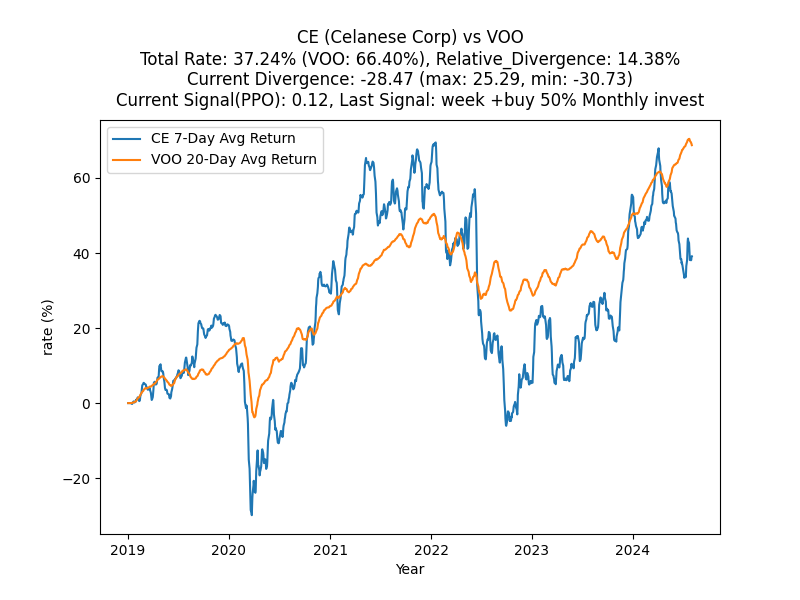 CE (Celanese Corp) vs VOO
Total Rate: 37.24% (VOO: 66.40%), Relative_Divergence: 14.38%
Current Divergence: -28.47 (max: 25.29, min: -30.73)
Current Signal(PPO): 0.12, Last Signal: week +buy 50% Monthly invest
CE 7-Day Avg Return
VOO 20-Day Avg Return
rate (%)
60
40
20
0
−20
2019 2020 2021 2022 2023 2024
Year